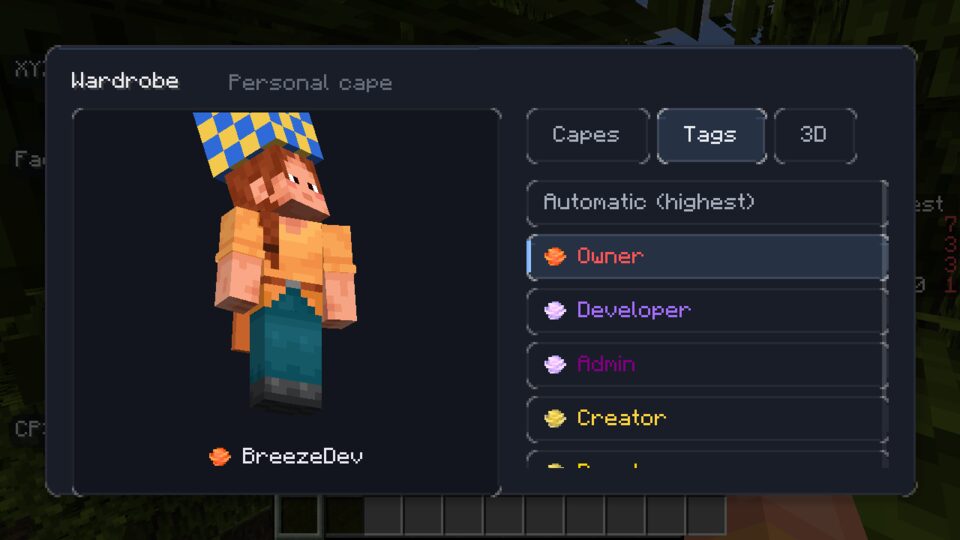 Wardrobe
Personal cape
Capes
Tags
3D
Automatic (highest)
Owner
Developer
Admin
Creator
BreezeDev